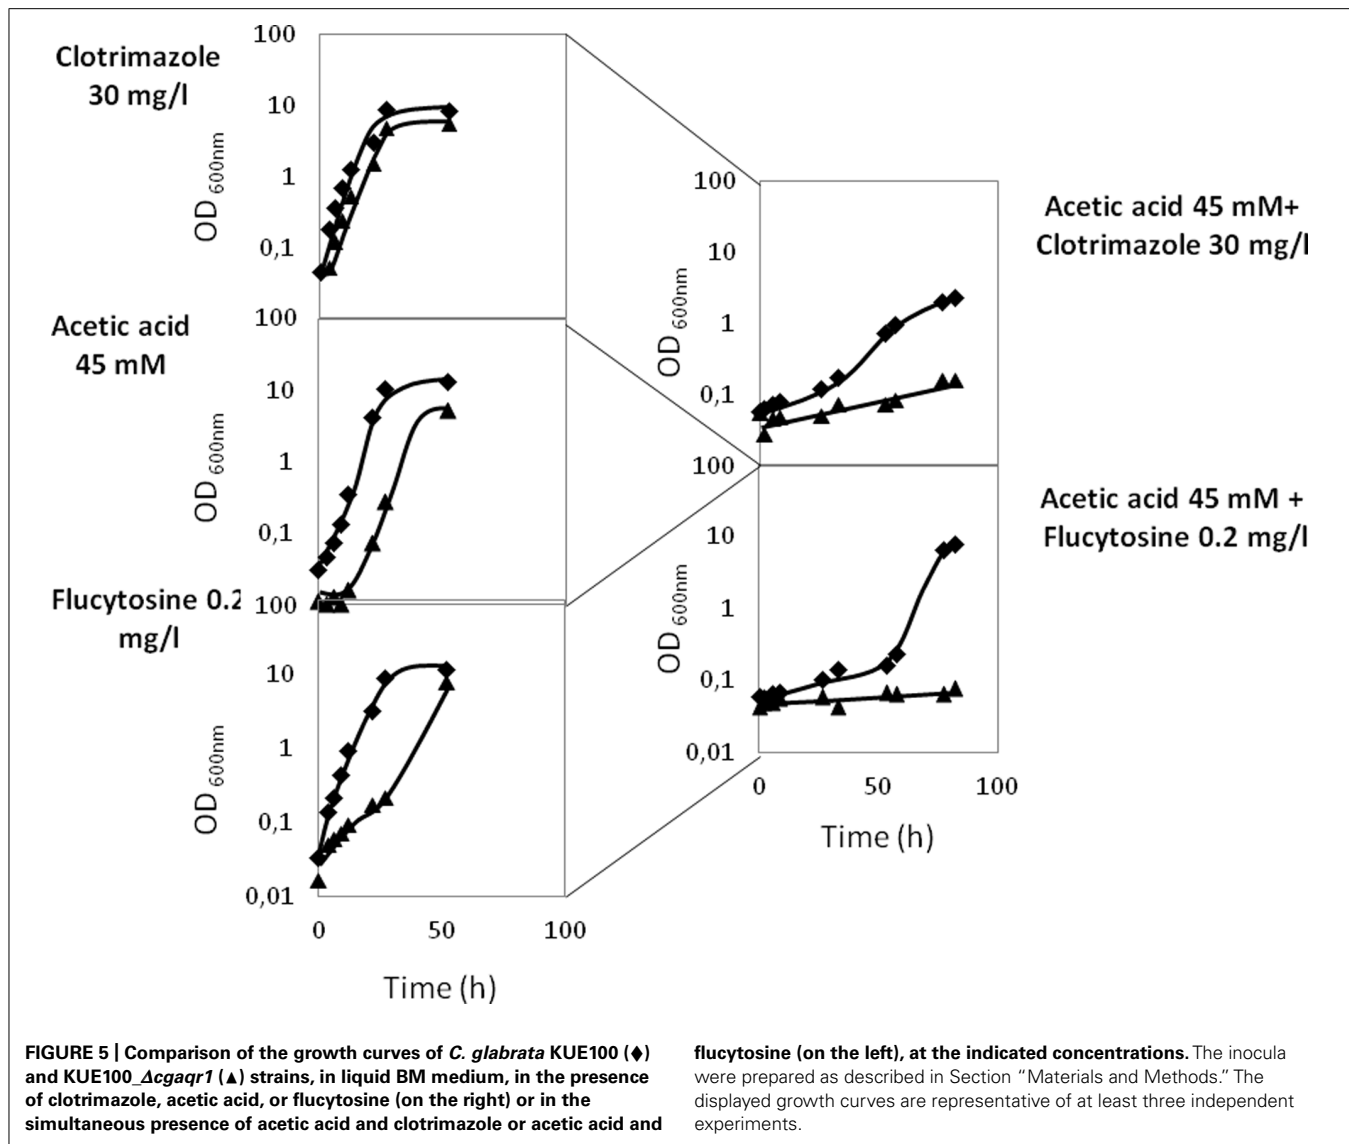 Clotrimazole
30 mg/l
100
10
1
0,1
OD 600nm
Acetic acid
45 mM
100
10
1
0,1
OD 600nm
Flucytosine 0.2
mg/l
100
10
1
0,1
0,01
OD 600nm
0 50 100
Time (h)
Acetic acid 45 mM+
Clotrimazole 30 mg/l
100
10
1
0,1
OD 600nm
Acetic acid 45 mM +
Flucytosine 0.2 mg/l
100
10
1
0,1
0,01
OD 600nm
0 50 100
Time (h)
FIGURE 5 | Comparison of the growth curves of C. glabrata KUE100 (♦)
and KUE100_Δcgaqr1 (▲) strains, in liquid BM medium, in the presence
of clotrimazole, acetic acid, or flucytosine (on the right) or in the
simultaneous presence of acetic acid and clotrimazole or acetic acid and
flucytosine (on the left), at the indicated concentrations. The inocula
were prepared as described in Section “Materials and Methods.” The
displayed growth curves are representative of at least three independent
experiments.